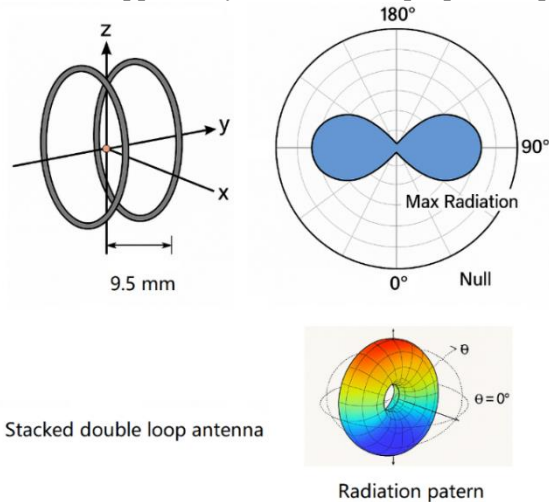 z
y
x
9.5 mm
180°
90°
Max Radiation
0°
Null
Stacked double loop antenna
θ
θ=0°
Radiation patern